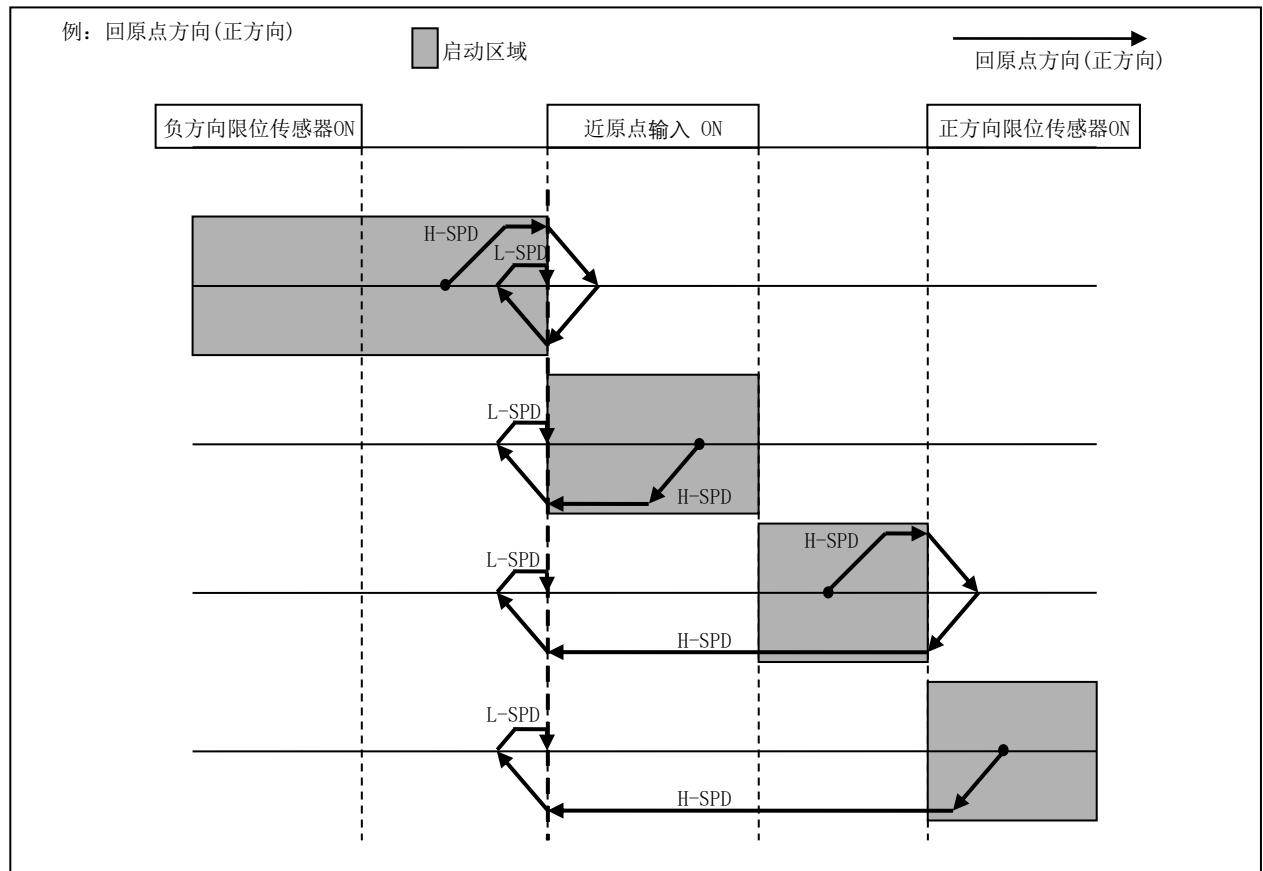 例：回原点方向(正方向)
启动区域
回原点方向(正方向)
负方向限位传感器ON
近原点输入 ON
正方向限位传感器ON
H-SPD
L-SPD
L-SPD
H-SPD
H-SPD
L-SPD
H-SPD
L-SPD
H-SPD